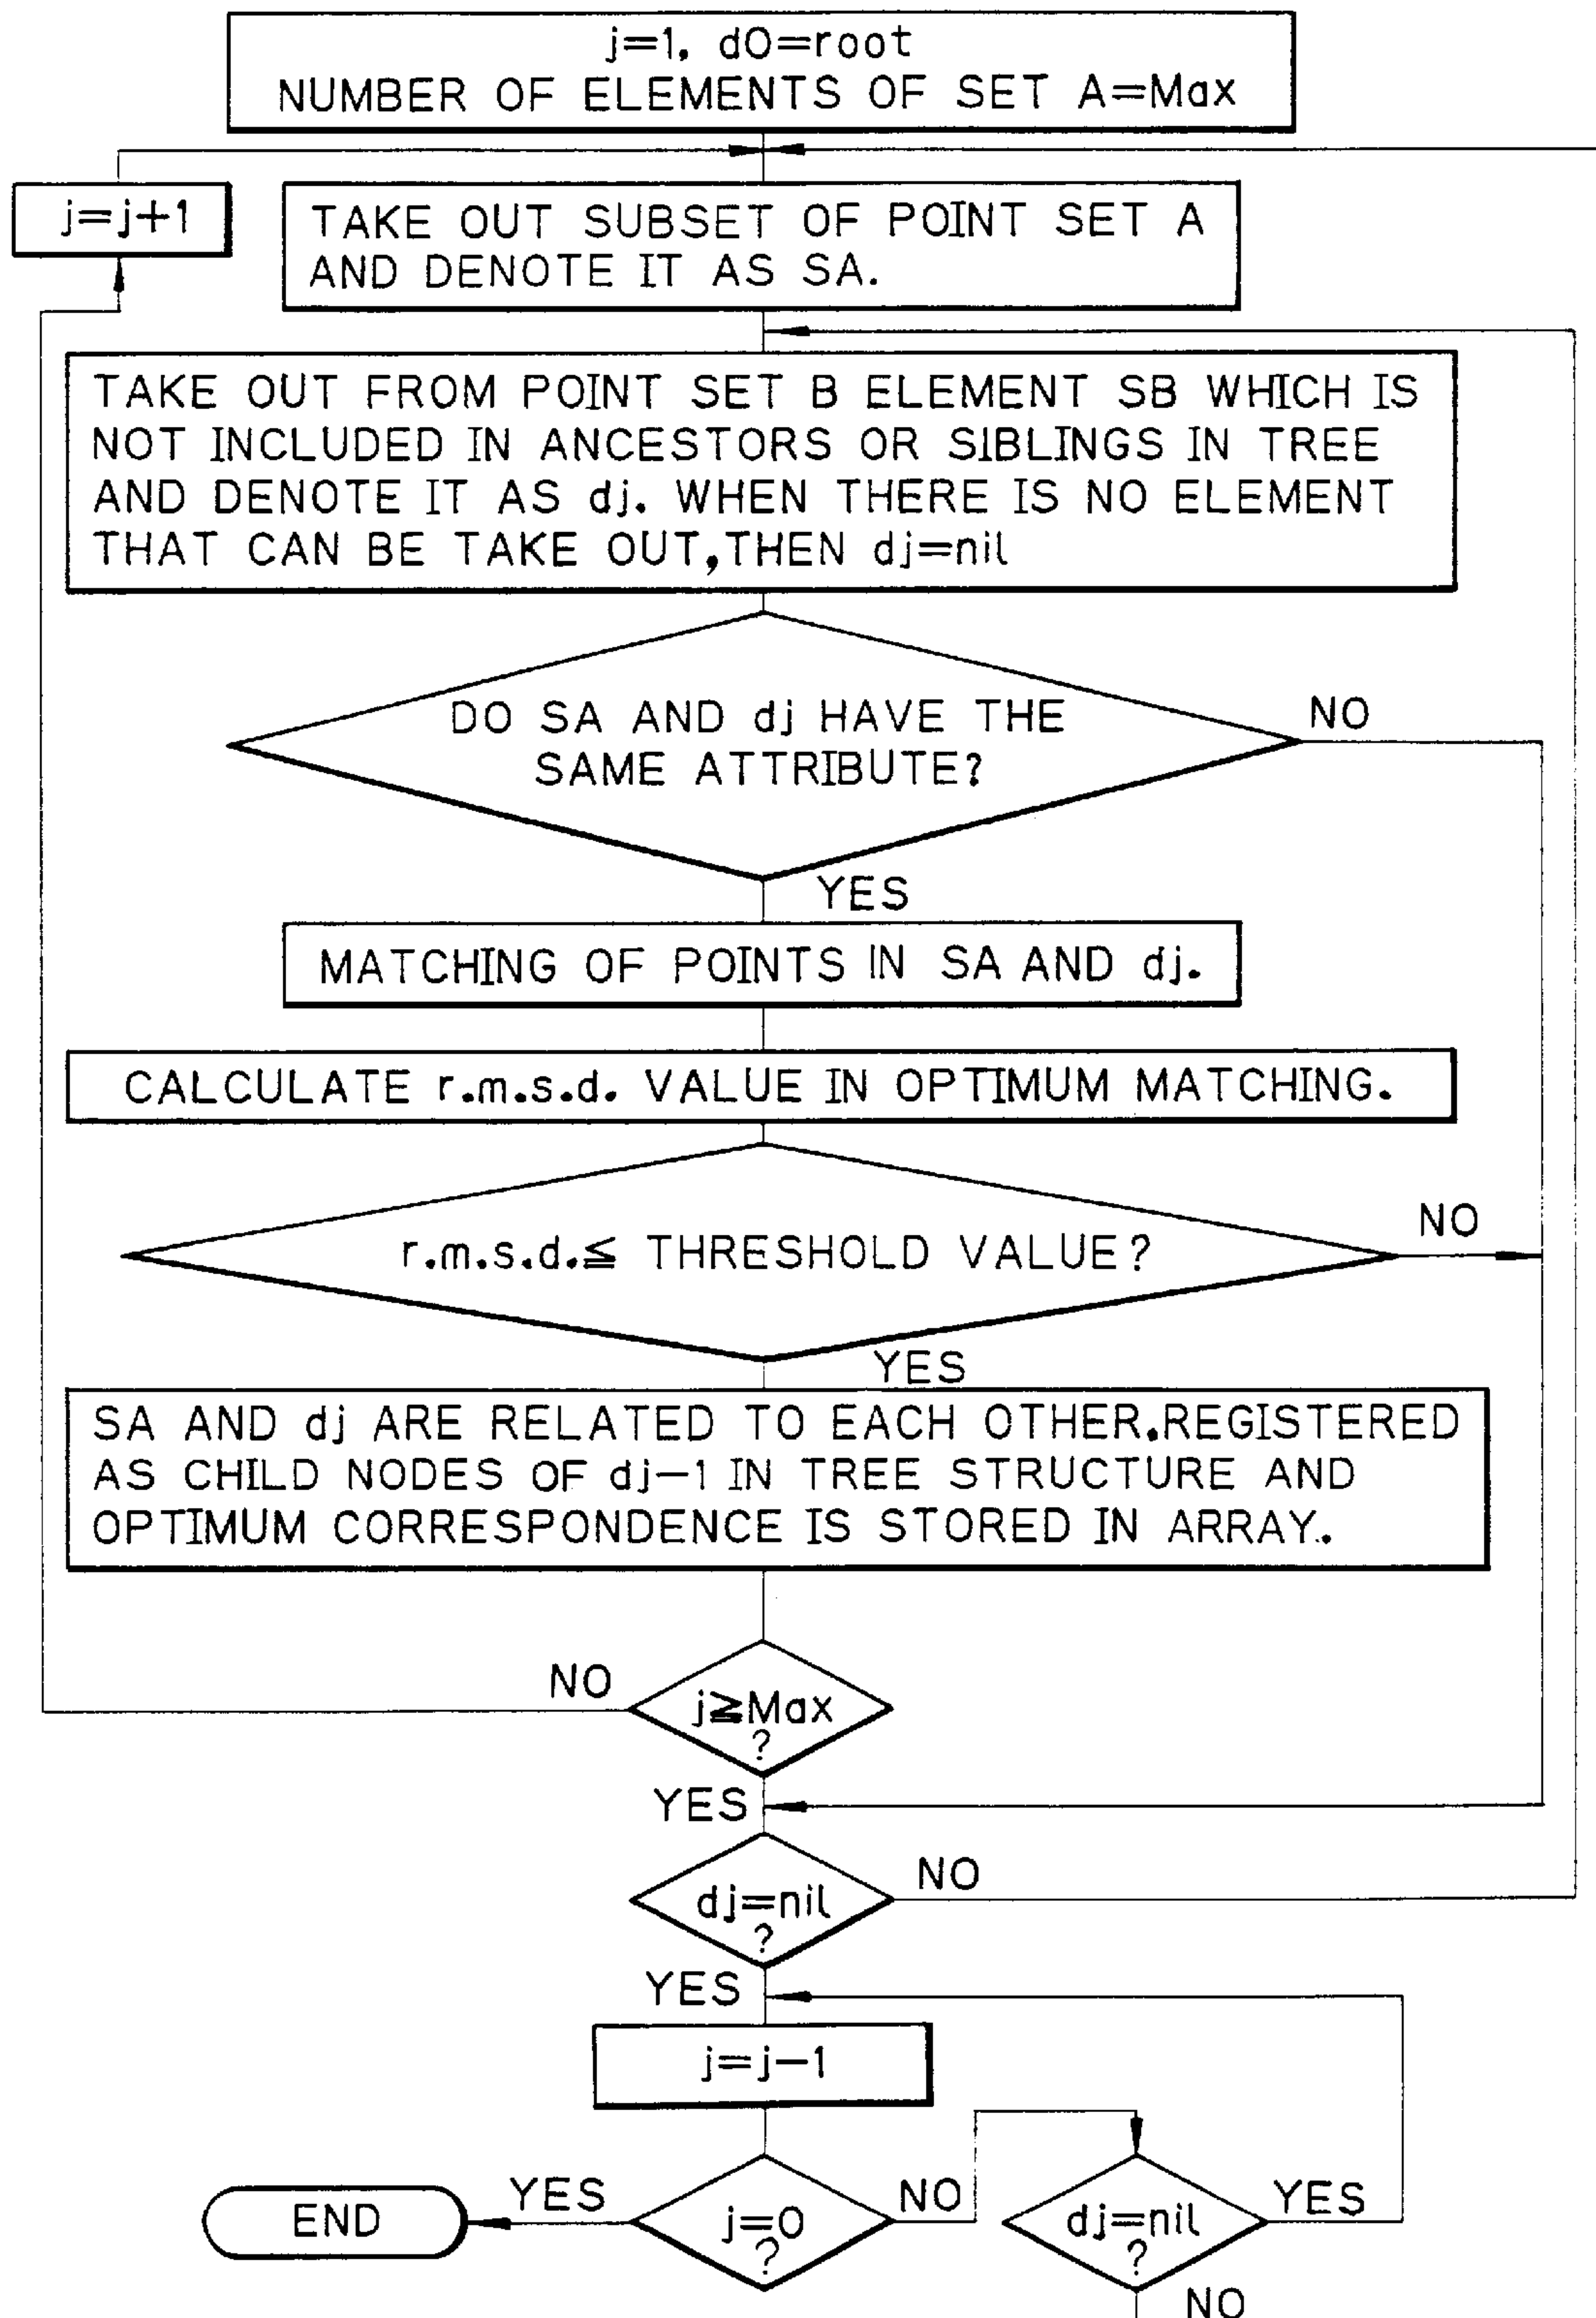 j=1, d0=root
NUMBER OF ELEMENTS OF SET A=Max
j=j+1
TAKE OUT SUBSET OF POINT SET A
AND DENOTE IT AS SA.
TAKE OUT FROM POINT SET B ELEMENT SB WHICH IS
NOT INCLUDED IN ANCESTORS OR SIBLINGS IN TREE
AND DENOTE IT AS dj. WHEN THERE IS NO ELEMENT
THAT CAN BE TAKE OUT,THEN dj=nil
DO SA AND dj HAVE THE
SAME ATTRIBUTE?
NO
YES
MATCHING OF POINTS IN SA AND dj.
CALCULATE r.m.s.d. VALUE IN OPTIMUM MATCHING.
r.m.s.d.≦ THRESHOLD VALUE?
NO
YES
SA AND dj ARE RELATED TO EACH OTHER.REGISTERED
AS CHILD NODES OF dj-1 IN TREE STRUCTURE AND
OPTIMUM CORRESPONDENCE IS STORED IN ARRAY.
NO
j≧Max
?
YES
dj=nil
?
NO
YES
j=j-1
END
YES
j=0
?
NO
dj=nil
?
YES
NO